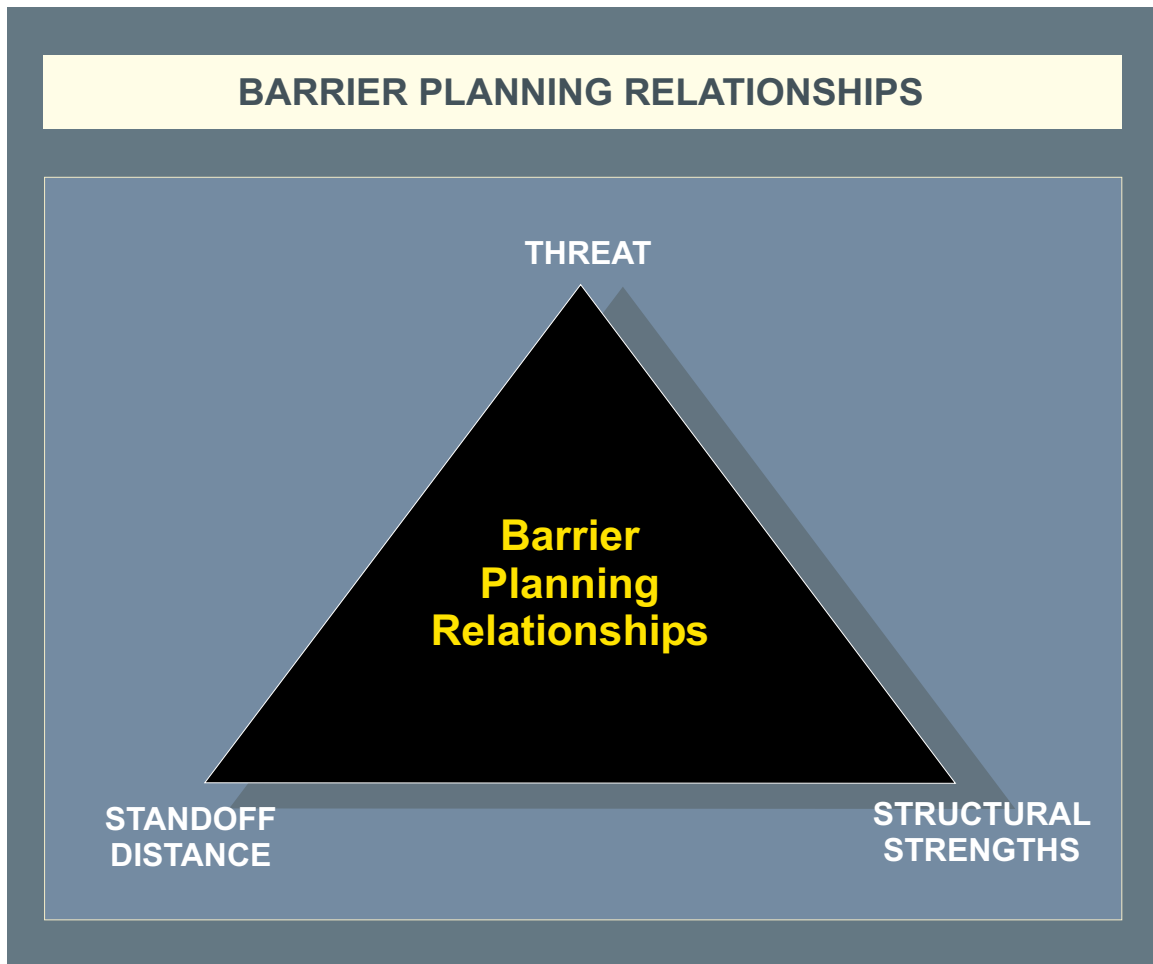 BARRIER PLANNING RELATIONSHIPS
THREAT
Barrier
Planning
Relationships
STANDOFF
DISTANCE
STRUCTURAL
STRENGTHS